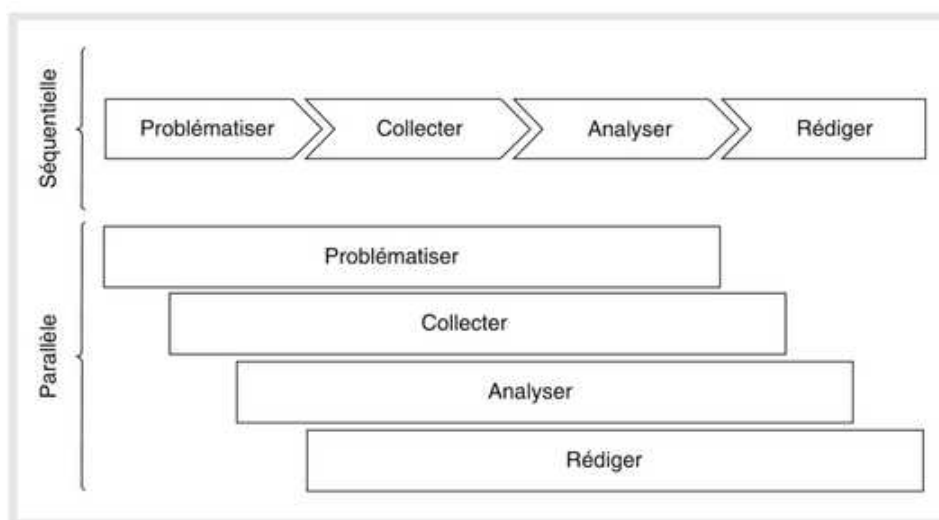 Séquentielle
Problématiser
Collecter
Analyser
Rédiger
Parallèle
Problématiser
Collecter
Analyser
Rédiger